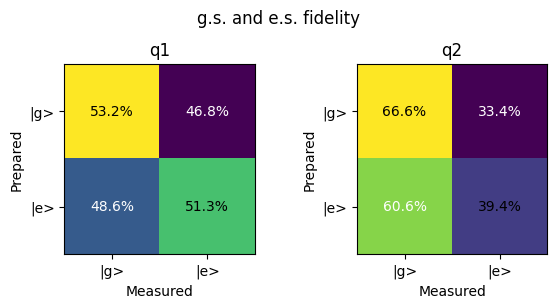 g.s. and e.s. fidelity
q1
q2
Prepared
|g>
53.2%
46.8%
|e>
48.6%
51.3%
|g>
|e>
Measured
Prepared
|g>
66.6%
33.4%
|e>
60.6%
39.4%
|g>
|e>
Measured